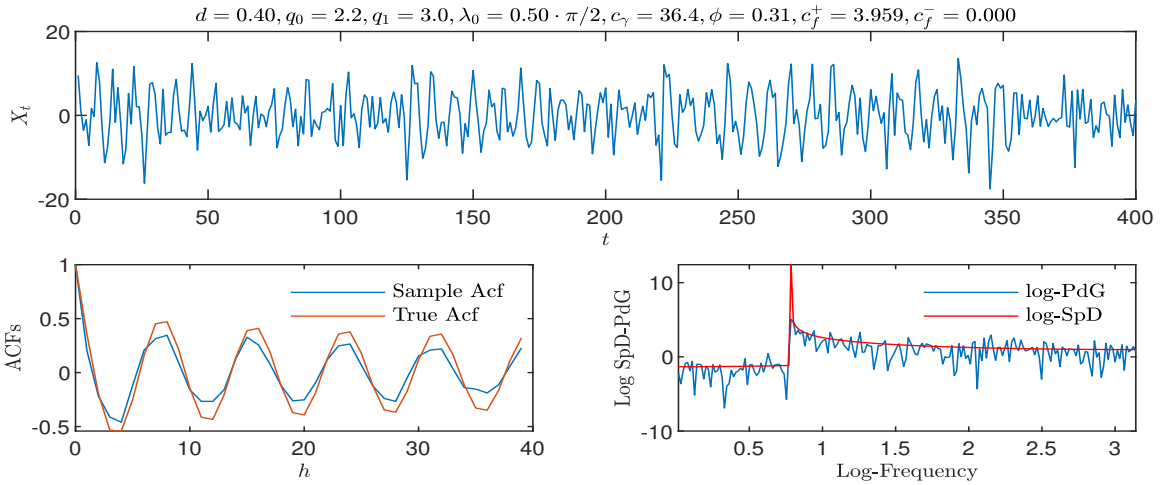 d = 0.40, q₀ = 2.2, q₁ = 3.0, λ₀ = 0.50 · π/2, c_γ = 36.4, φ = 0.31, c_f⁺ = 3.959, c_f⁻ = 0.000
20
0
-20
X_t
0 50 100 150 200 250 300 350 400
t
1
0.5
0
-0.5
ACFs
Sample Acf
True Acf
0 10 20 30 40
h
10
0
-10
Log SpD-PdG
log-PdG
log-SpD
0.5 1 1.5 2 2.5 3
Log-Frequency